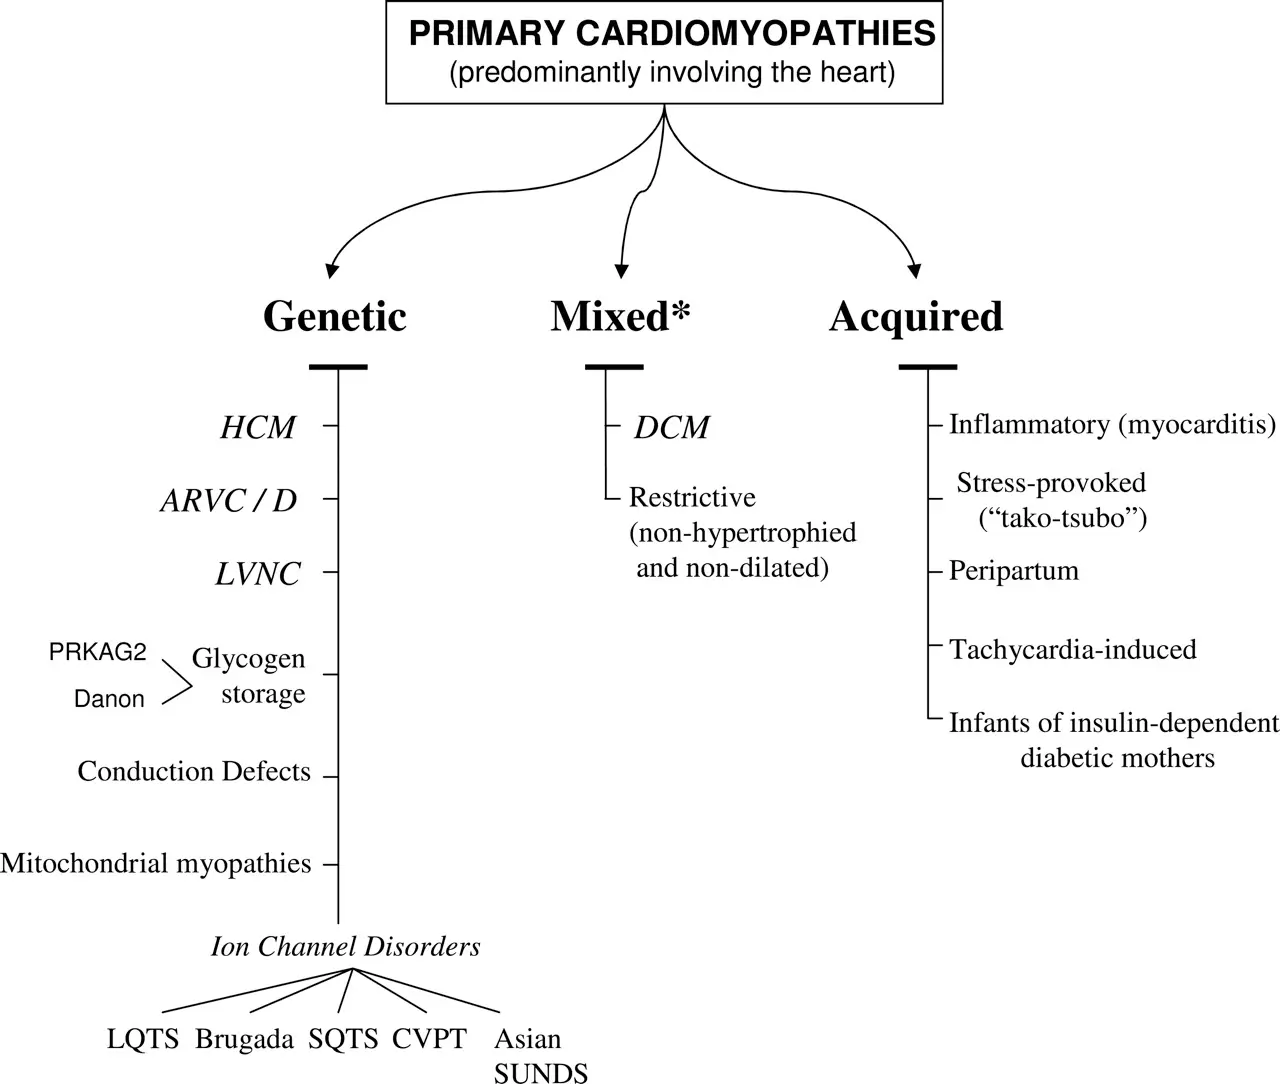 PRIMARY CARDIOMYOPATHIES
(predominantly involving the heart)
Genetic
HCM
ARVC / D
LVNC
PRKAG2
Danon
Glycogen
storage
Conduction Defects
Mitochondrial myopathies
Ion Channel Disorders
LQTS
Brugada
SQTS
CVPT
Asian
SUNDS
Mixed*
DCM
Restrictive
(non-hypertrophied
and non-dilated)
Acquired
Inflammatory (myocarditis)
Stress-provoked
(“tako-tsubo”)
Peripartum
Tachycardia-induced
Infants of insulin-dependent
diabetic mothers